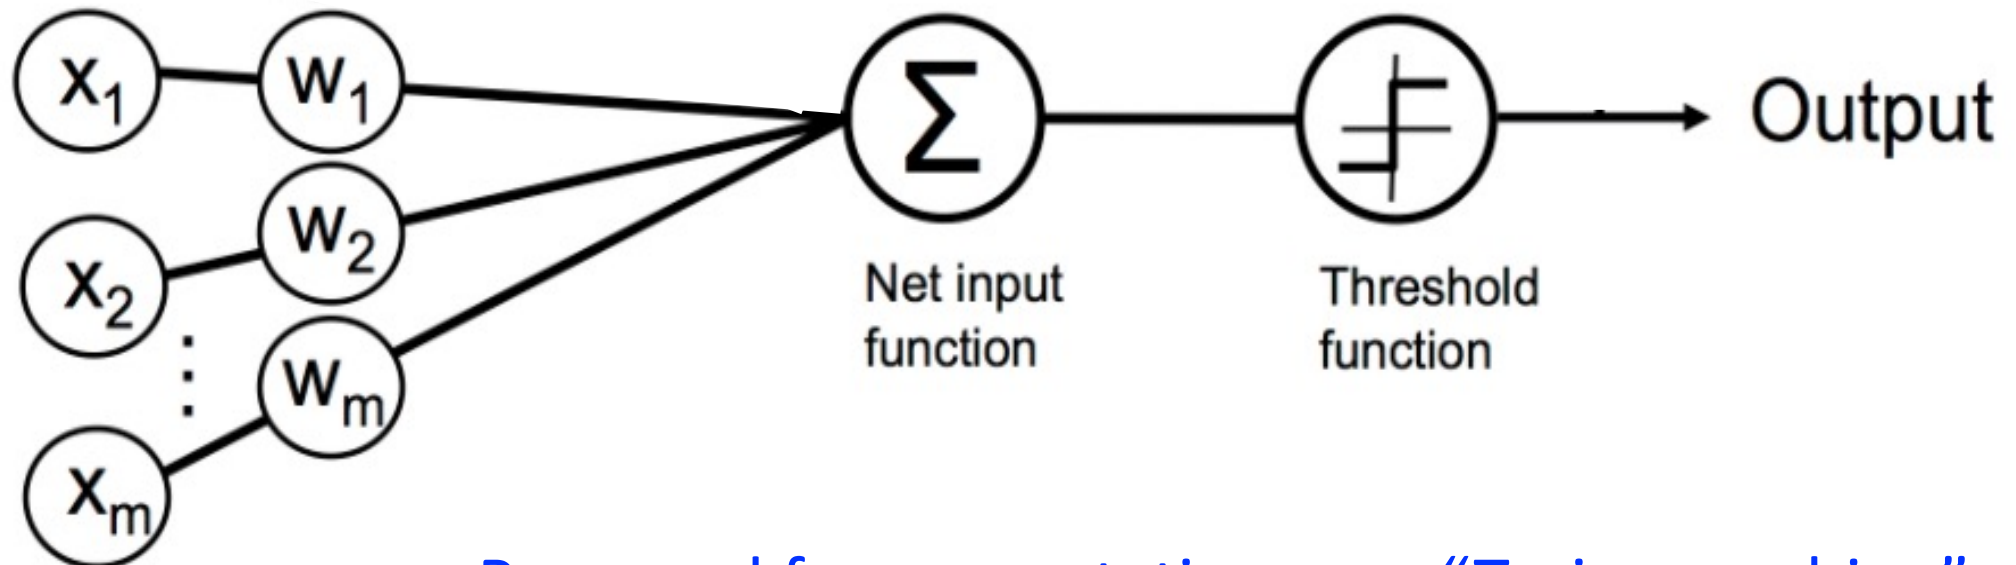 x1 w1
Σ
Output
w2
x2
Net input
function
Threshold
function
wm
xm